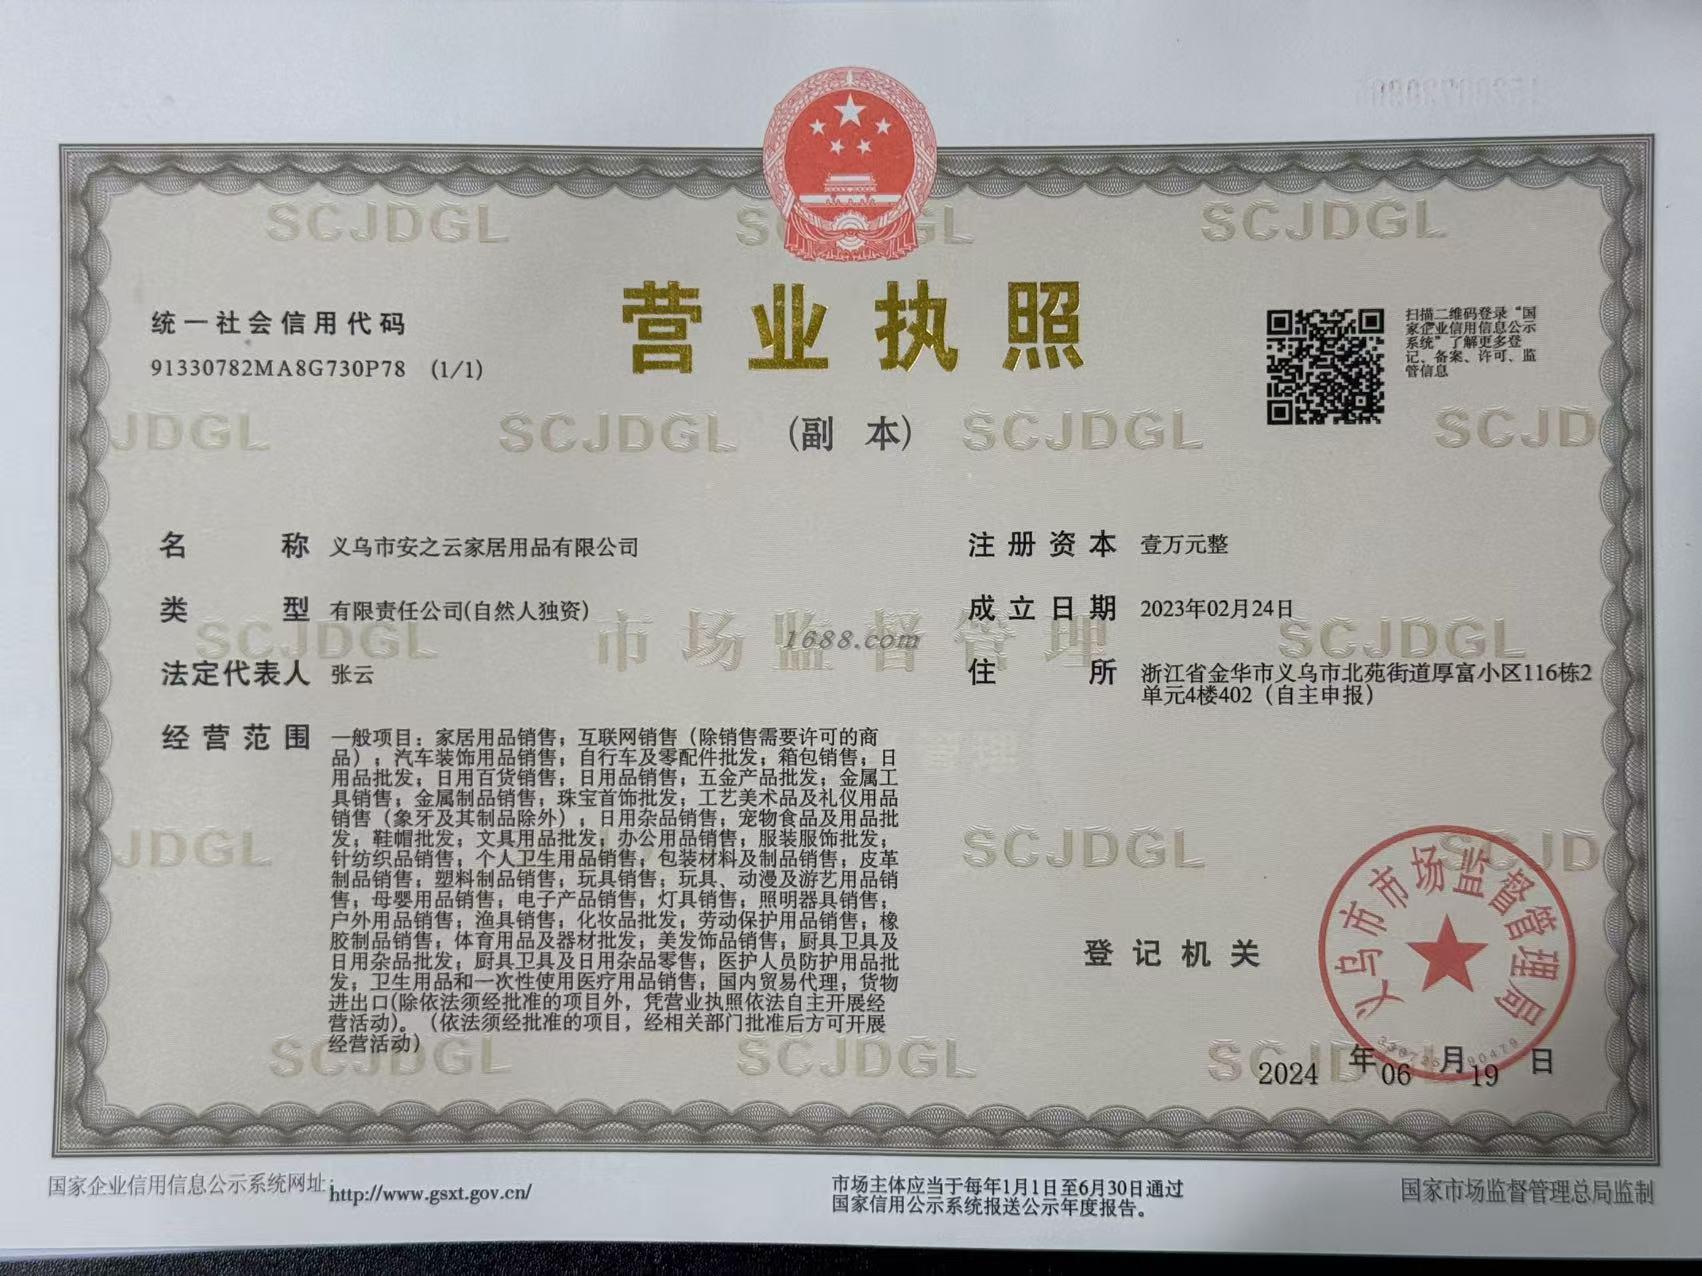 营业执照
(副 本)
统一社会信用代码
91330782MA8G730P78 (1/1)
扫描二维码登录“国
家企业信用信息公示
系统”了解更多登
记、备案、许可、监
管信息
名 称 义乌市安之云家居用品有限公司
类 型 有限责任公司(自然人独资)
法定代表人 张云
经营范围 一般项目：家居用品销售；互联网销售（除销售需要许可的商
品）；汽车装饰用品销售；自行车及零配件批发；箱包销售；日
用品批发；日用百货销售；日用品销售；五金产品批发；金属工
具销售；金属制品销售；珠宝首饰批发；工艺美术品及礼仪用品
销售（象牙及其制品除外）；日用杂品销售；宠物食品及用品批
发；鞋帽批发；文具用品批发；办公用品销售；服装服饰批发；
针纺织品销售；个人卫生用品销售；包装材料及制品销售；皮革
制品销售；塑料制品销售；玩具销售；玩具、动漫及游艺用品销
售；母婴用品销售；电子产品销售；灯具销售；照明器具销售；
户外用品销售；渔具销售；化妆品批发；劳动保护用品销售；橡
胶制品销售；体育用品及器材批发；美发饰品销售；厨具卫具及
日用杂品批发；厨具卫具及日用杂品零售；医护人员防护用品批
发；卫生用品和一次性使用医疗用品销售；国内贸易代理；货物
进出口(除依法须经批准的项目外，凭营业执照依法自主开展经
营活动)。（依法须经批准的项目，经相关部门批准后方可开展
经营活动）
注册资本 壹万元整
成立日期 2023年02月24日
住 所 浙江省金华市义乌市北苑街道厚富小区116栋2
单元4楼402（自主申报）
1688.com
SCJDGL
市场监督管理
登记机关
义乌市市场监督管理局
2024年06月19日
国家企业信用信息公示系统网址：http://www.gsxt.gov.cn/
市场主体应当于每年1月1日至6月30日通过
国家信用公示系统报送公示年度报告。
国家市场监督管理总局监制